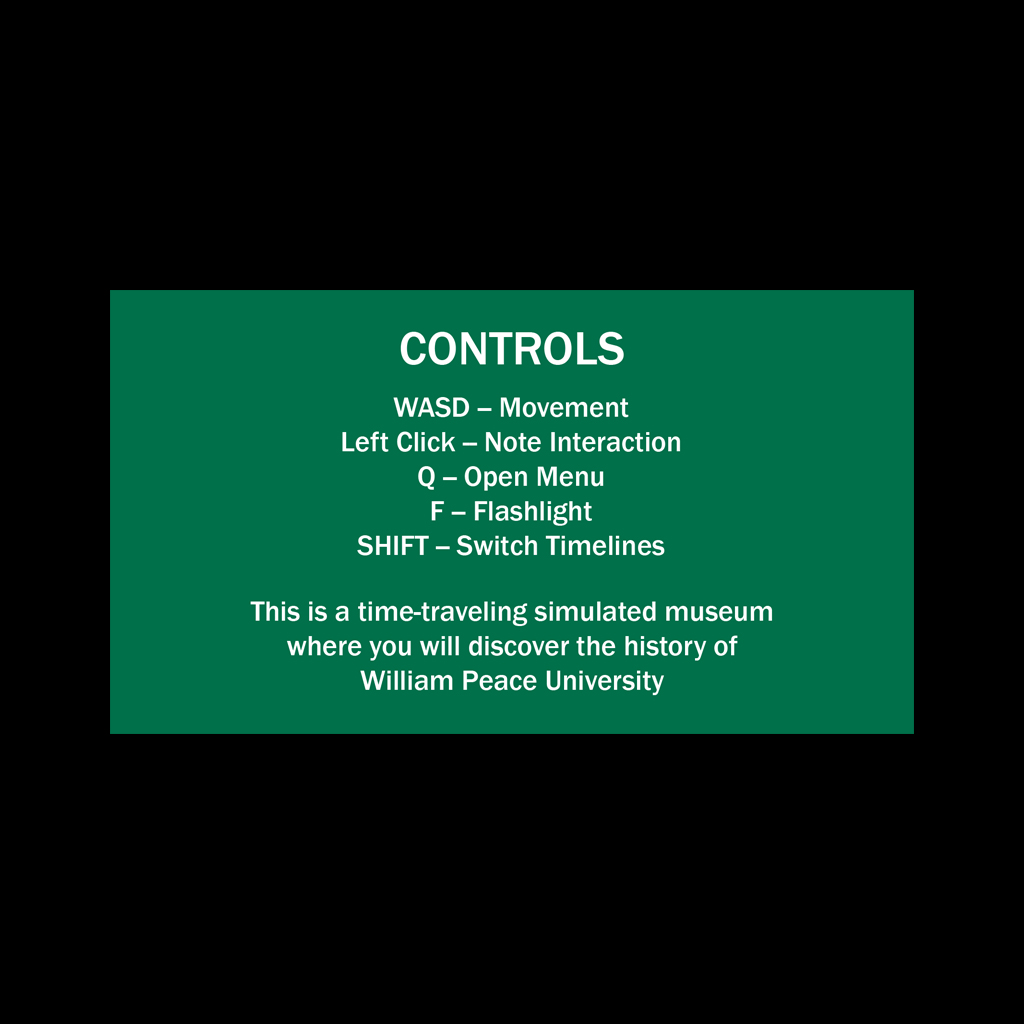 CONTROLS
WASD – Movement
Left Click – Note Interaction
Q – Open Menu
F – Flashlight
SHIFT – Switch Timelines
This is a time-traveling simulated museum
where you will discover the history of
William Peace University